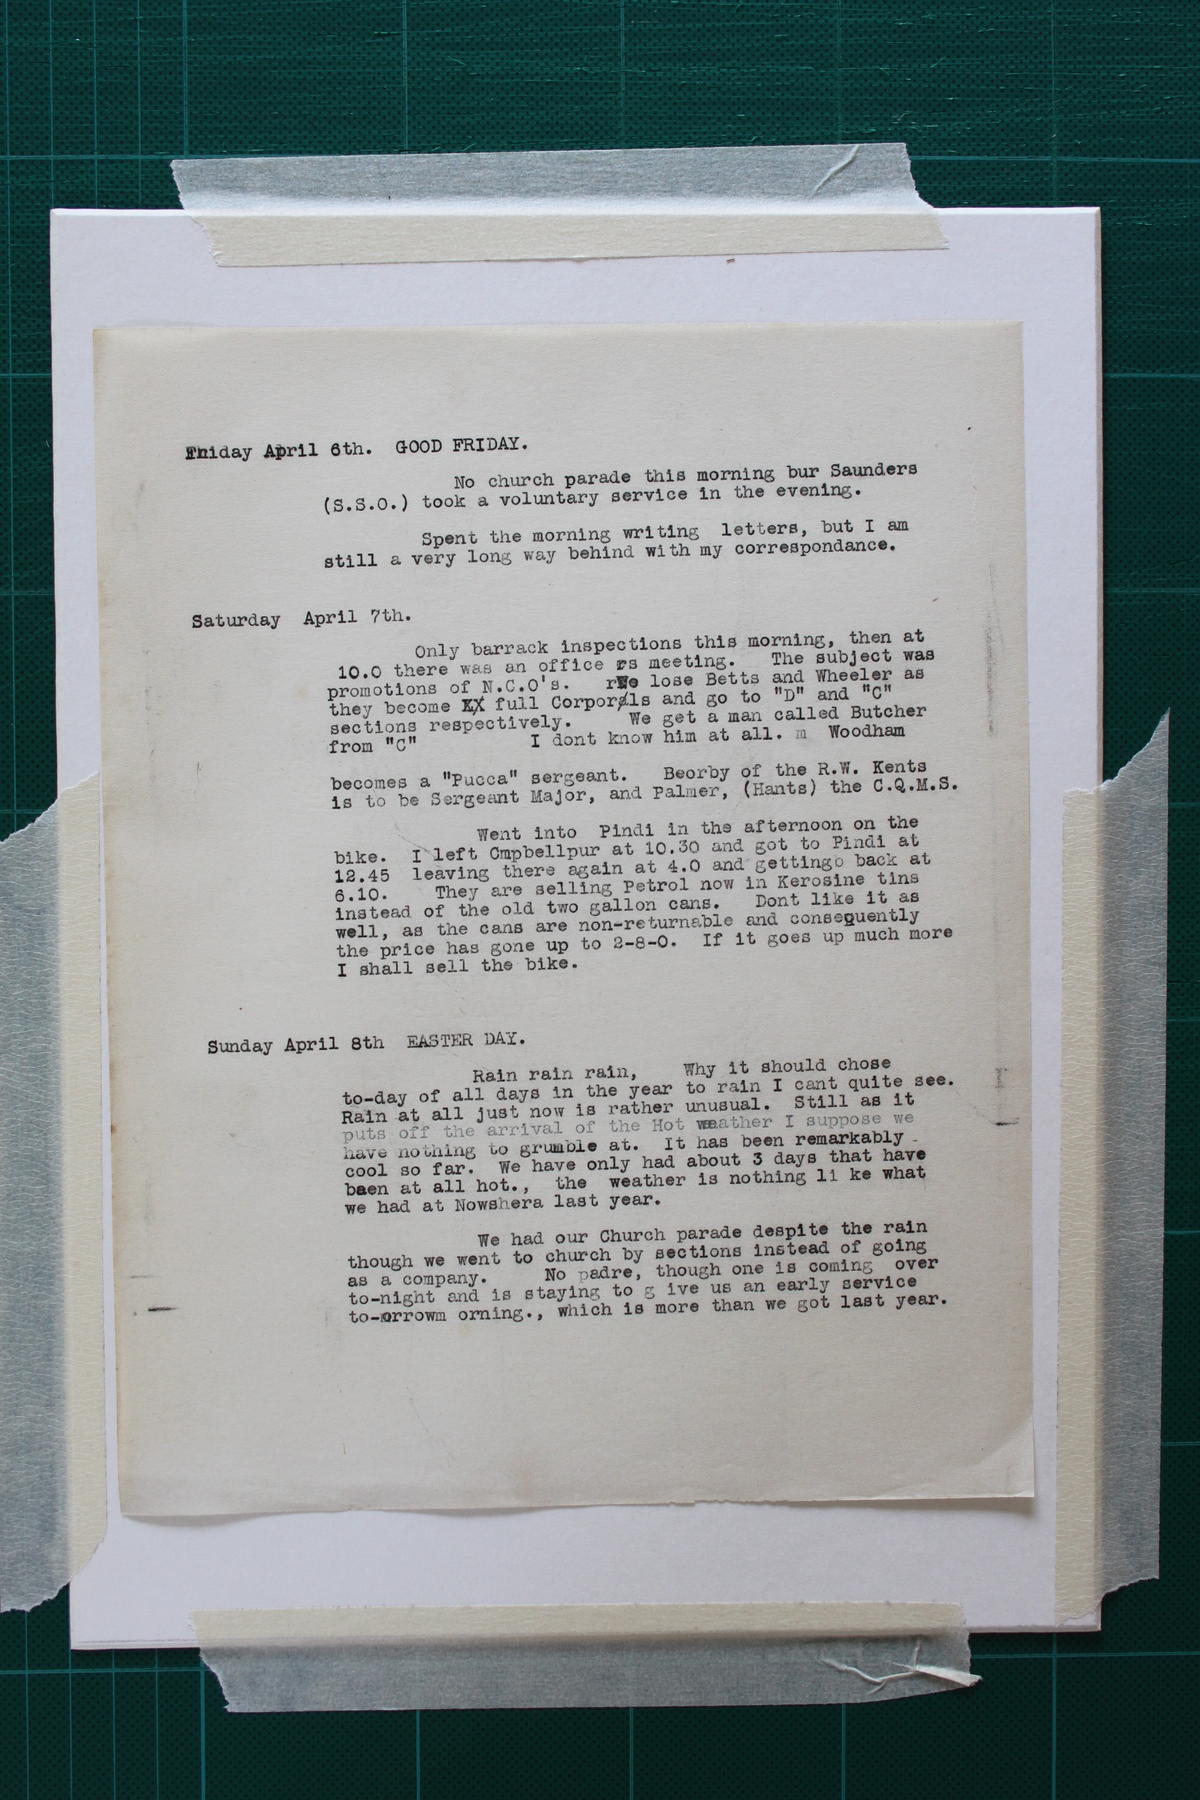 Friday April 6th.  GOOD FRIDAY.
No church parade this morning bur Saunders
(S.S.O.) took a voluntary service in the evening.
Spent the morning writing  letters, but I am
still a very long way behind with my correspondance.
Saturday  April 7th.
Only barrack inspections this morning, then at
10.0 there was an office rs meeting.   The subject was
promotions of N.C.O's.   rWe lose Betts and Wheeler as
they become XX full Corporals and go to "D" and "C"
sections respectively.     We get a man called Butcher
from "C"          I dont know him at all. m  Woodham
becomes a "Pucca" sergeant.   Beorby of the R.W. Kents
is to be Sergeant Major, and Palmer, (Hants) the C.Q.M.S.
Went into  Pindi in the afternoon on the
bike.  I left Cmpbellpur at 10.30 and got to Pindi at
12.45  leaving there again at 4.0 and gettingo back at
6.10.    They are selling Petrol now in Kerosine tins
instead of the old two gallon cans.   Dont like it as
well, as the cans are non-returnable and consequently
the price has gone up to 2-8-0.  If it goes up much more
I shall sell the bike.
Sunday April 8th  EASTER DAY.
Rain rain rain,    Why it should chose
to-day of all days in the year to rain I cant quite see.
Rain at all just now is rather unusual.  Still as it
puts off the arrival of the Hot weather I suppose we
have nothing to grumble at.  It has been remarkably
cool so far.  We have only had about 3 days that have
baen at all hot.,  the  weather is nothing li ke what
we had at Nowshera last year.
We had our Church parade despite the rain
though we went to church by sections instead of going
as a company.     No padre, though one is coming  over
to-night and is staying to g ive us an early service
to-orrowm orning., which is more than we got last year.